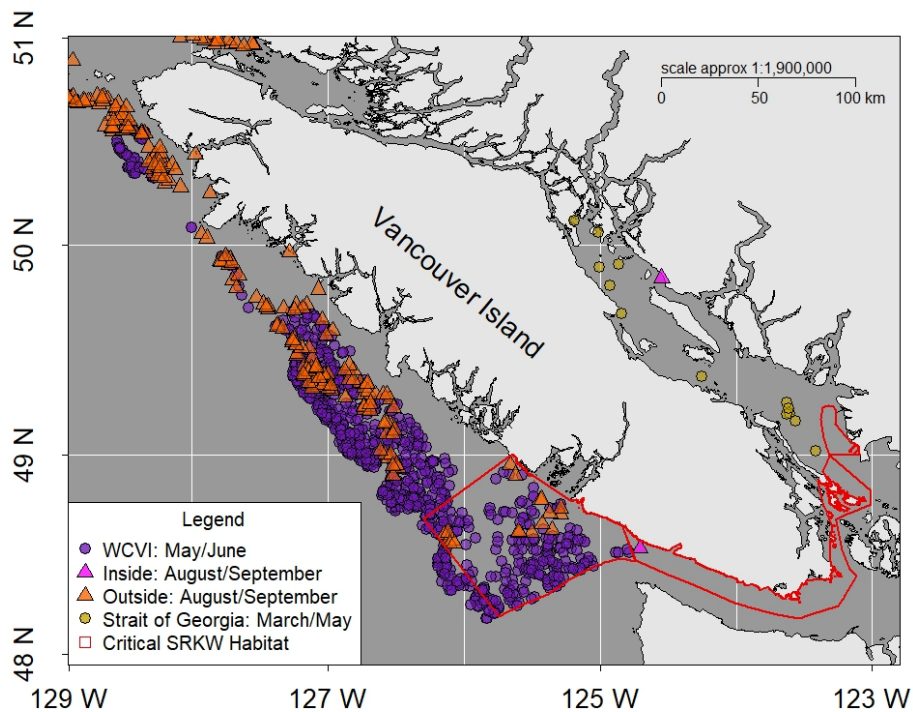 51 N
50 N
49 N
48 N
scale approx 1:1,900,000
0 50 100 km
Vancouver Island
Legend
WCVI: May/June
Inside: August/September
Outside: August/September
Strait of Georgia: March/May
Critical SRKW Habitat
129 W 127 W 125 W 123 W